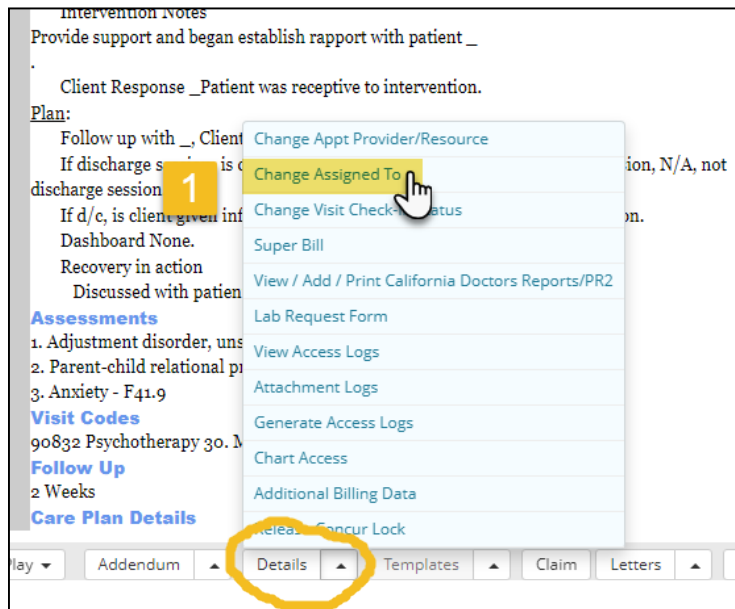 Intervention Notes
Provide support and began establish rapport with patient _
.
Client Response _Patient was receptive to intervention.
Plan:
Follow up with _, Client
If discharge is ion, N/A, not
discharge session
If d/c, is client given inf on.
Dashboard None.
Recovery in action
Discussed with patien
Assessments
1. Adjustment disorder, uns
2. Parent-child relational pr
3. Anxiety - F41.9
Visit Codes
90832 Psychotherapy 30. M
Follow Up
2 Weeks
Care Plan Details
1
Change Appt Provider/Resource
Change Assigned To
Change Visit Check-In Status
Super Bill
View / Add / Print California Doctors Reports/PR2
Lab Request Form
View Access Logs
Attachment Logs
Generate Access Logs
Chart Access
Additional Billing Data
Release Concur Lock
lay Addendum Details Templates Claim Letters